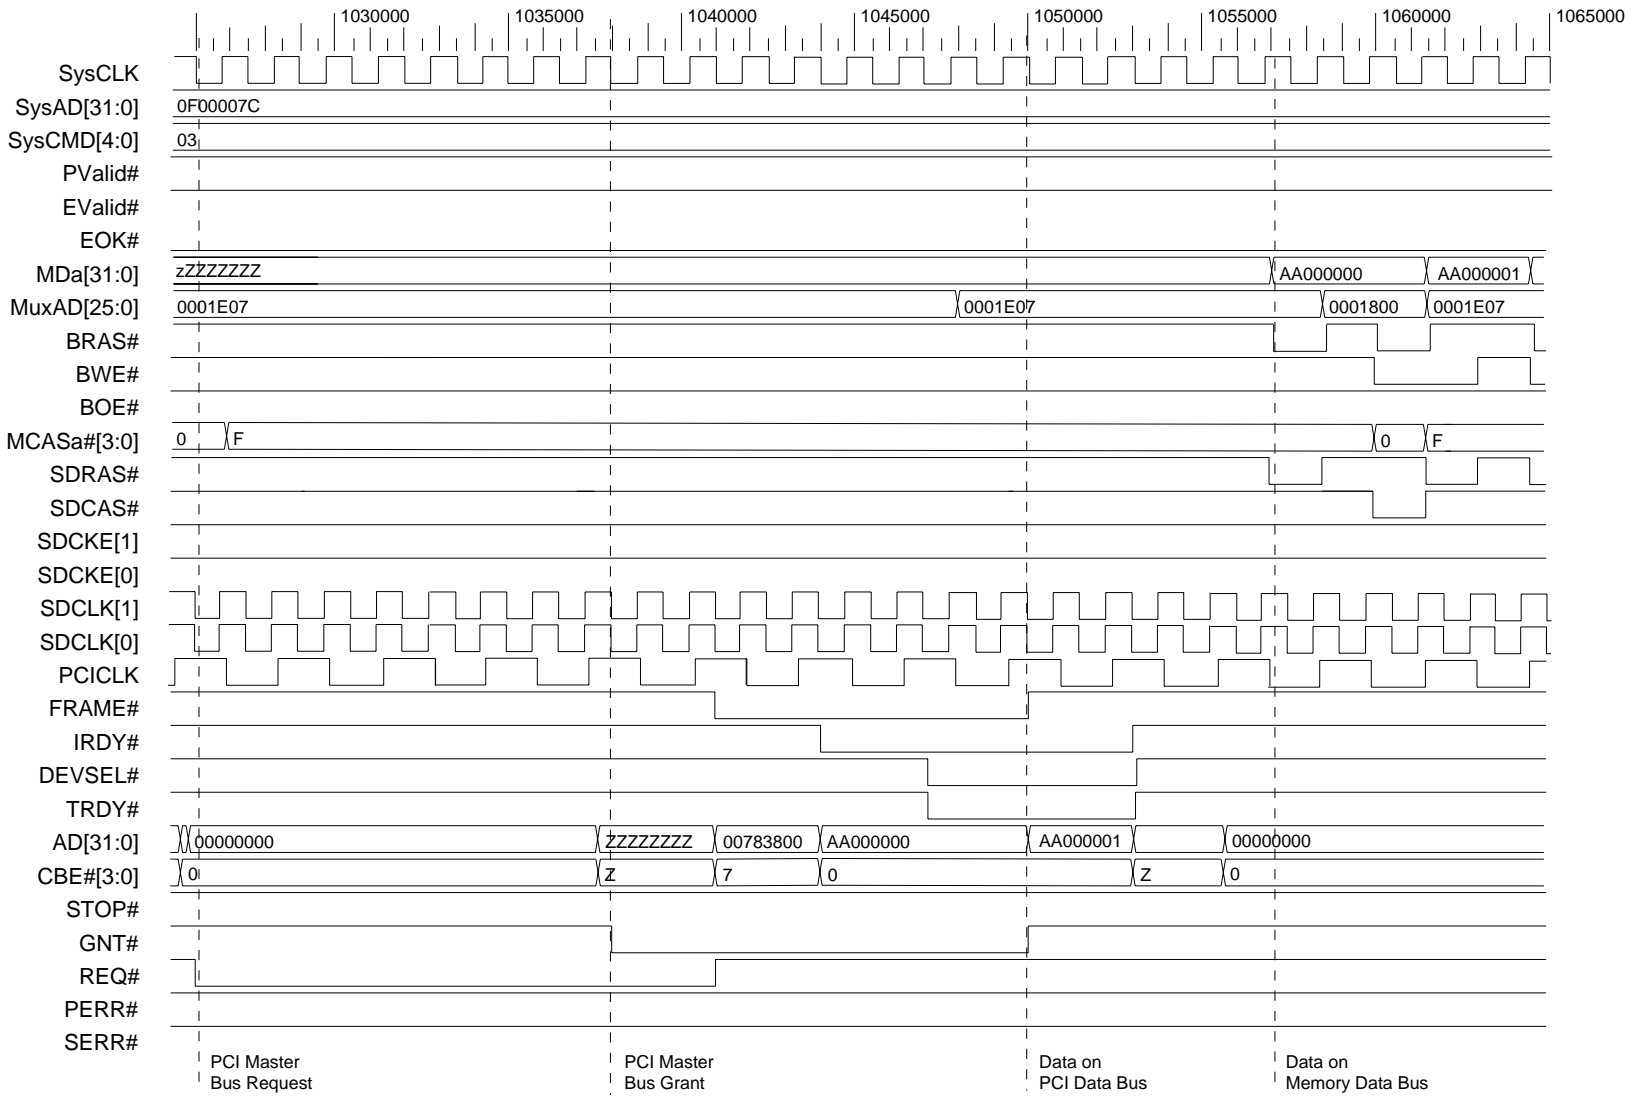 1030000 1035000 1040000 1045000 1050000 1055000 1060000 1065000
SysCLK
SysAD[31:0] 0F00007C
SysCMD[4:0] 03
PValid#
EValid#
EOK#
MDa[31:0] zZZZZZZZ AA000000 AA000001
MuxAD[25:0] 0001E07 0001E07 0001800 0001E07
BRAS#
BWE#
BOE#
MCASa#[3:0] 0 F 0 F
SDRAS#
SDCAS#
SDCKE[1]
SDCKE[0]
SDCLK[1]
SDCLK[0]
PCICLK
FRAME#
IRDY#
DEVSEL#
TRDY#
AD[31:0] 00000000 ZZZZZZZZ 00783800 AA000000 AA000001 00000000
CBE#[3:0] 0 Z 7 0 Z 0
STOP#
GNT#
REQ#
PERR#
SERR#
PCI Master PCI Master Data on Data on
Bus Request Bus Grant PCI Data Bus Memory Data Bus